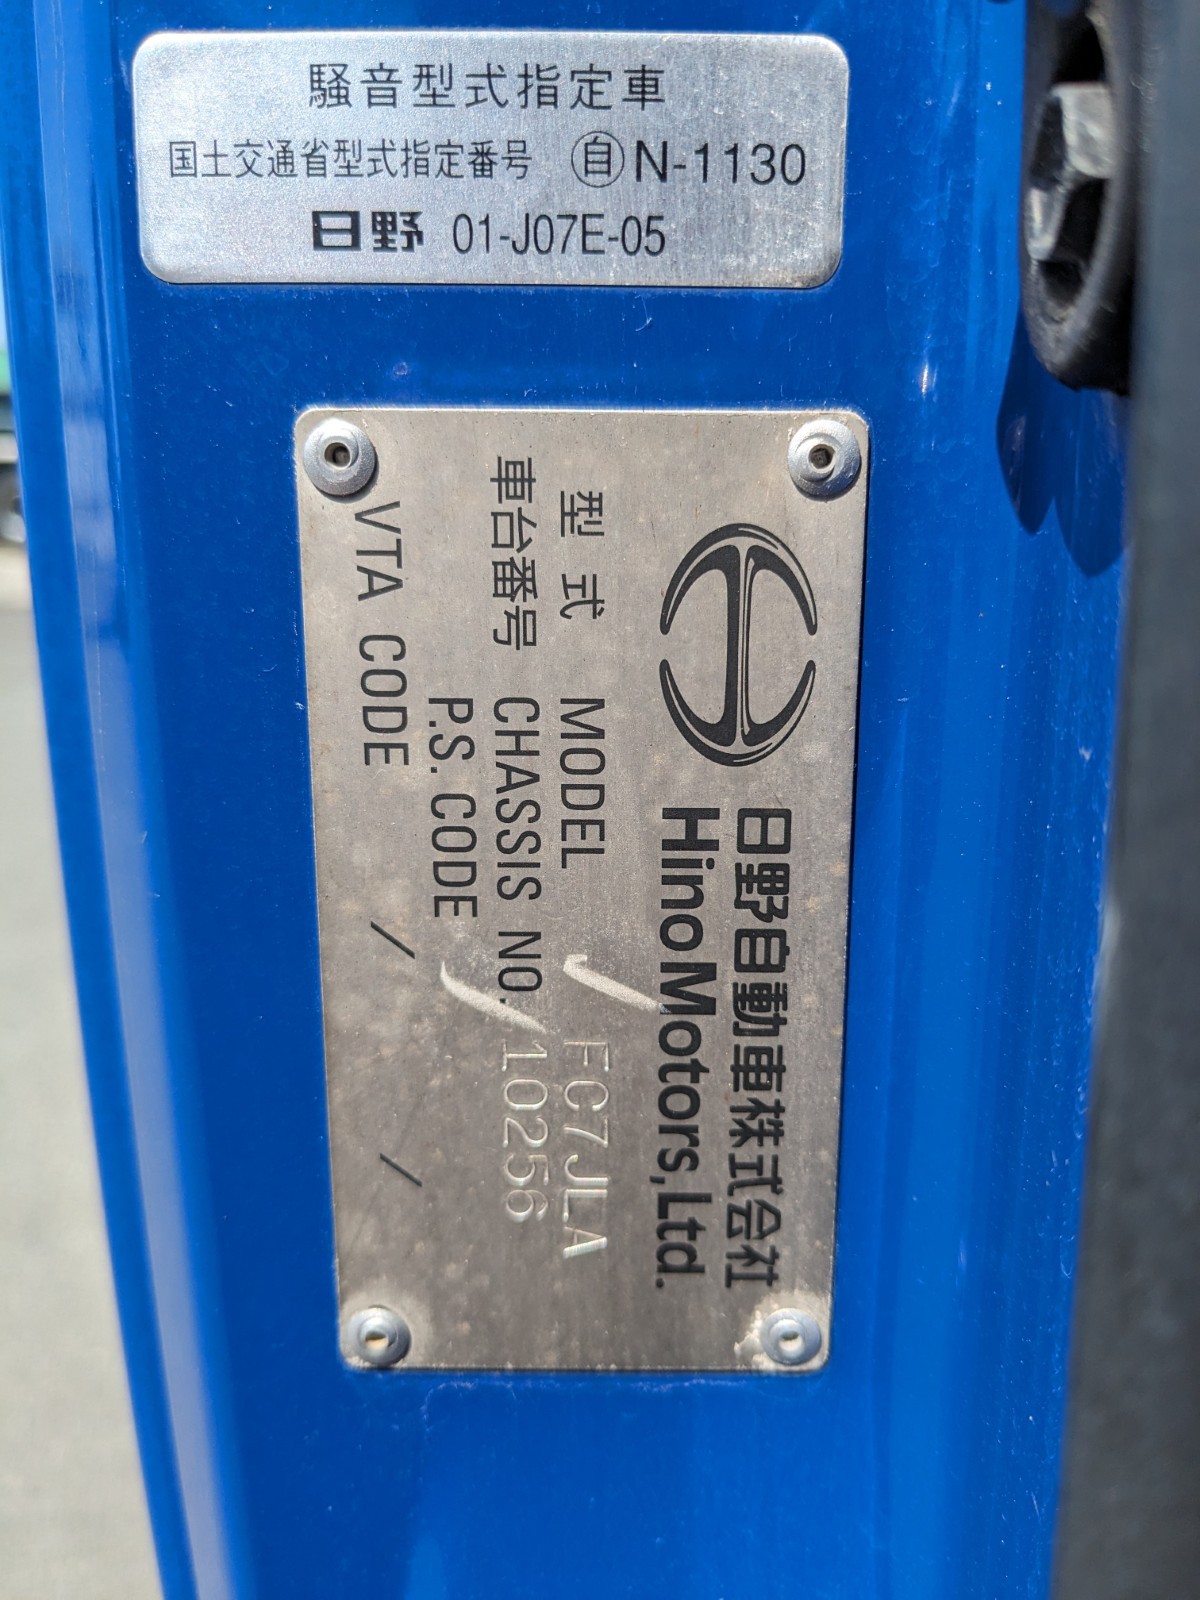 騒音型式指定車
国土交通省型式指定番号 ㊒自 N-1130
日野 01-J07E-05
日野自動車株式会社
Hino Motors, Ltd.
型式 MODEL FC7JLA
車台番号 CHASSIS NO. 10256
P.S. CODE
VTA CODE / /